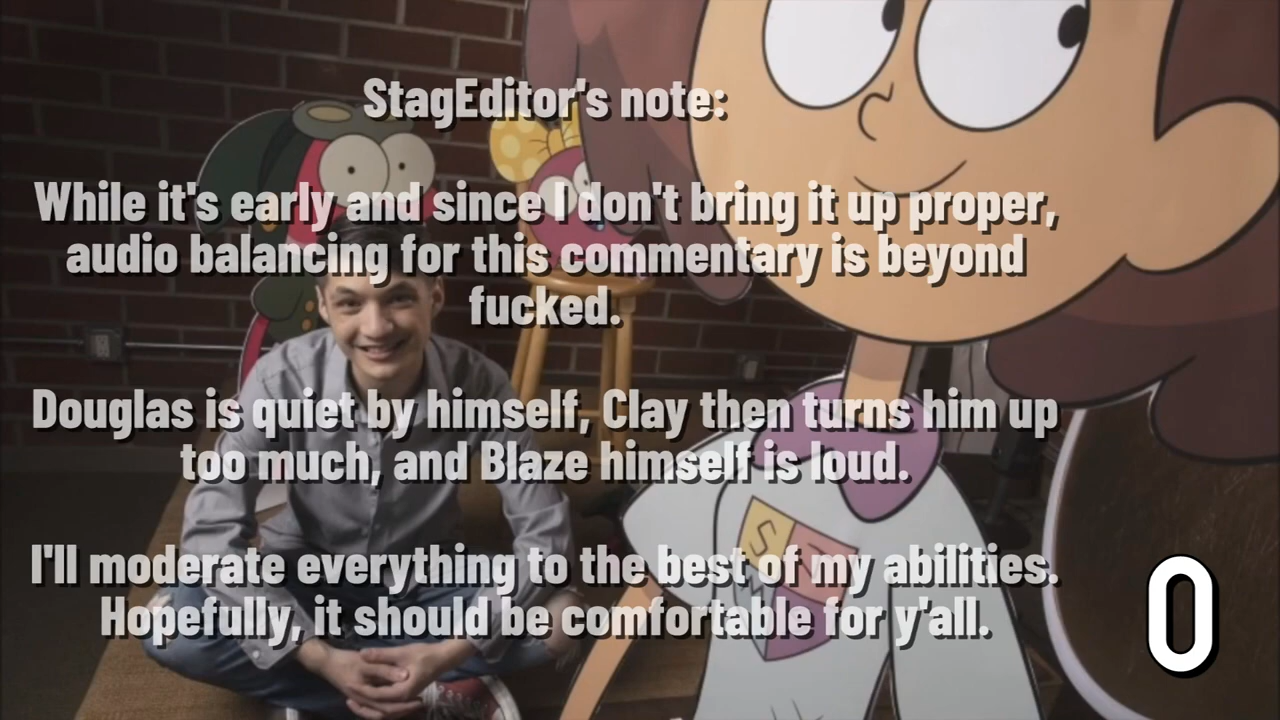 StagEditor's note:
While it's early and since I don't bring it up proper,
audio balancing for this commentary is beyond
fucked.
Douglas is quiet by himself, Clay then turns him up
too much, and Blaze himself is loud.
I'll moderate everything to the best of my abilities.
Hopefully, it should be comfortable for y'all.
0